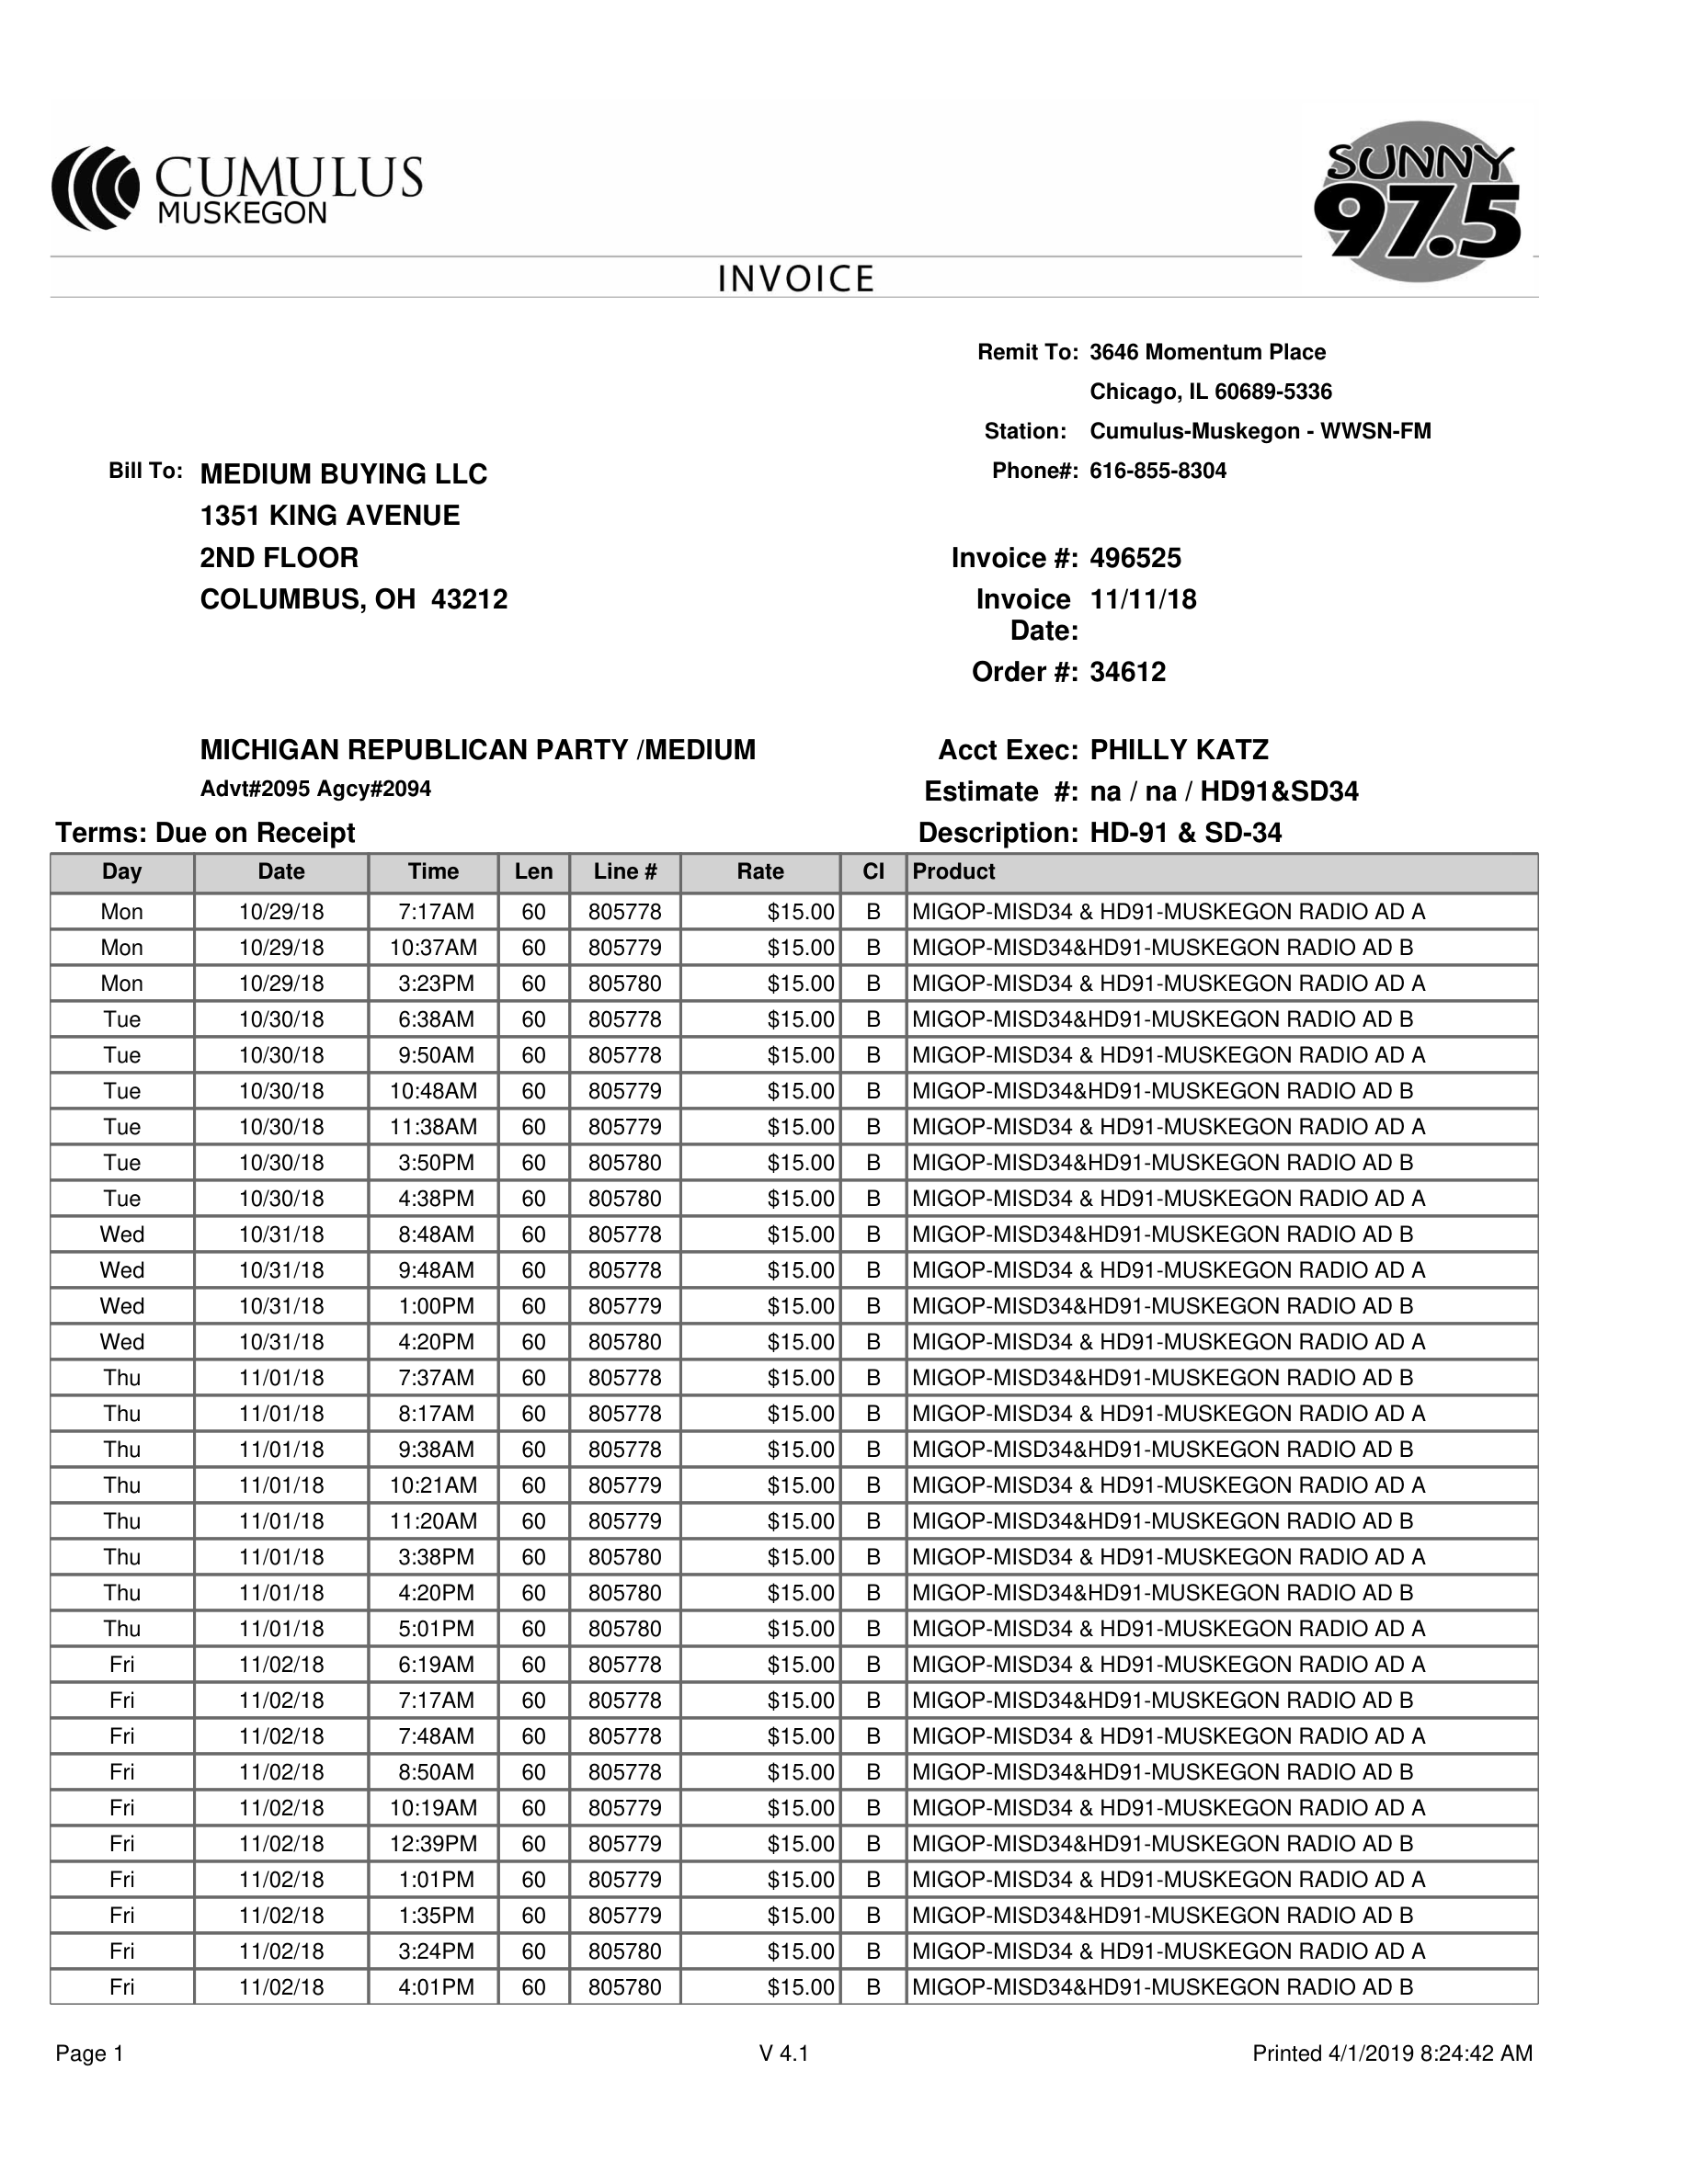 CUMULUS
MUSKEGON
SUNNY
97.5
INVOICE
Remit To: 3646 Momentum Place
Chicago, IL 60689-5336
Station: Cumulus-Muskegon - WWSN-FM
Bill To: MEDIUM BUYING LLC Phone#: 616-855-8304
1351 KING AVENUE
2ND FLOOR Invoice #: 496525
COLUMBUS, OH 43212 Invoice 11/11/18
Date:
Order #: 34612
MICHIGAN REPUBLICAN PARTY /MEDIUM Acct Exec: PHILLY KATZ
Advt#2095 Agcy#2094 Estimate #: na / na / HD91&SD34
Terms: Due on Receipt Description: HD-91 & SD-34
Day Date Time Len Line # Rate Cl Product
Mon 10/29/18 7:17AM 60 805778 $15.00 B MIGOP-MISD34 & HD91-MUSKEGON RADIO AD A
Mon 10/29/18 10:37AM 60 805779 $15.00 B MIGOP-MISD34&HD91-MUSKEGON RADIO AD B
Mon 10/29/18 3:23PM 60 805780 $15.00 B MIGOP-MISD34 & HD91-MUSKEGON RADIO AD A
Tue 10/30/18 6:38AM 60 805778 $15.00 B MIGOP-MISD34&HD91-MUSKEGON RADIO AD B
Tue 10/30/18 9:50AM 60 805778 $15.00 B MIGOP-MISD34 & HD91-MUSKEGON RADIO AD A
Tue 10/30/18 10:48AM 60 805779 $15.00 B MIGOP-MISD34&HD91-MUSKEGON RADIO AD B
Tue 10/30/18 11:38AM 60 805779 $15.00 B MIGOP-MISD34 & HD91-MUSKEGON RADIO AD A
Tue 10/30/18 3:50PM 60 805780 $15.00 B MIGOP-MISD34&HD91-MUSKEGON RADIO AD B
Tue 10/30/18 4:38PM 60 805780 $15.00 B MIGOP-MISD34 & HD91-MUSKEGON RADIO AD A
Wed 10/31/18 8:48AM 60 805778 $15.00 B MIGOP-MISD34&HD91-MUSKEGON RADIO AD B
Wed 10/31/18 9:48AM 60 805778 $15.00 B MIGOP-MISD34 & HD91-MUSKEGON RADIO AD A
Wed 10/31/18 1:00PM 60 805779 $15.00 B MIGOP-MISD34&HD91-MUSKEGON RADIO AD B
Wed 10/31/18 4:20PM 60 805780 $15.00 B MIGOP-MISD34 & HD91-MUSKEGON RADIO AD A
Thu 11/01/18 7:37AM 60 805778 $15.00 B MIGOP-MISD34&HD91-MUSKEGON RADIO AD B
Thu 11/01/18 8:17AM 60 805778 $15.00 B MIGOP-MISD34 & HD91-MUSKEGON RADIO AD A
Thu 11/01/18 9:38AM 60 805778 $15.00 B MIGOP-MISD34&HD91-MUSKEGON RADIO AD B
Thu 11/01/18 10:21AM 60 805779 $15.00 B MIGOP-MISD34 & HD91-MUSKEGON RADIO AD A
Thu 11/01/18 11:20AM 60 805779 $15.00 B MIGOP-MISD34&HD91-MUSKEGON RADIO AD B
Thu 11/01/18 3:38PM 60 805780 $15.00 B MIGOP-MISD34 & HD91-MUSKEGON RADIO AD A
Thu 11/01/18 4:20PM 60 805780 $15.00 B MIGOP-MISD34&HD91-MUSKEGON RADIO AD B
Thu 11/01/18 5:01PM 60 805780 $15.00 B MIGOP-MISD34 & HD91-MUSKEGON RADIO AD A
Fri 11/02/18 6:19AM 60 805778 $15.00 B MIGOP-MISD34 & HD91-MUSKEGON RADIO AD A
Fri 11/02/18 7:17AM 60 805778 $15.00 B MIGOP-MISD34&HD91-MUSKEGON RADIO AD B
Fri 11/02/18 7:48AM 60 805778 $15.00 B MIGOP-MISD34 & HD91-MUSKEGON RADIO AD A
Fri 11/02/18 8:50AM 60 805778 $15.00 B MIGOP-MISD34&HD91-MUSKEGON RADIO AD B
Fri 11/02/18 10:19AM 60 805779 $15.00 B MIGOP-MISD34 & HD91-MUSKEGON RADIO AD A
Fri 11/02/18 12:39PM 60 805779 $15.00 B MIGOP-MISD34&HD91-MUSKEGON RADIO AD B
Fri 11/02/18 1:01PM 60 805779 $15.00 B MIGOP-MISD34 & HD91-MUSKEGON RADIO AD A
Fri 11/02/18 1:35PM 60 805779 $15.00 B MIGOP-MISD34&HD91-MUSKEGON RADIO AD B
Fri 11/02/18 3:24PM 60 805780 $15.00 B MIGOP-MISD34 & HD91-MUSKEGON RADIO AD A
Fri 11/02/18 4:01PM 60 805780 $15.00 B MIGOP-MISD34&HD91-MUSKEGON RADIO AD B
Page 1 V 4.1 Printed 4/1/2019 8:24:42 AM